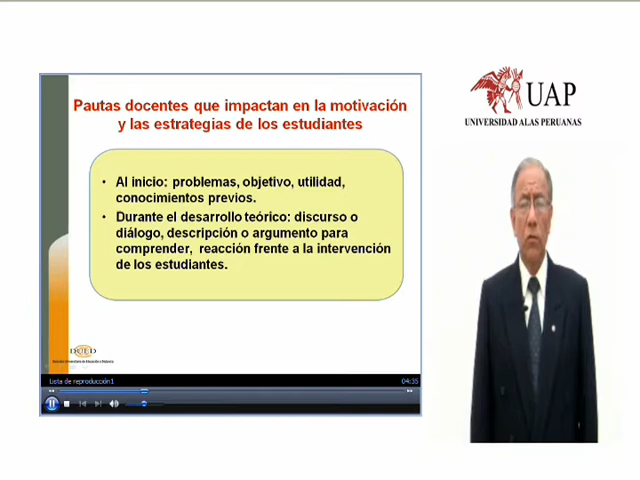 Pautas docentes que impactan en la motivación
y las estrategias de los estudiantes
• Al inicio: problemas, objetivo, utilidad,
conocimientos previos.
• Durante el desarrollo teórico: discurso o
diálogo, descripción o argumento para
comprender, reacción frente a la intervención
de los estudiantes.
DUED
Lista de reproducción1
04:35
UAP
UNIVERSIDAD ALAS PERUANAS